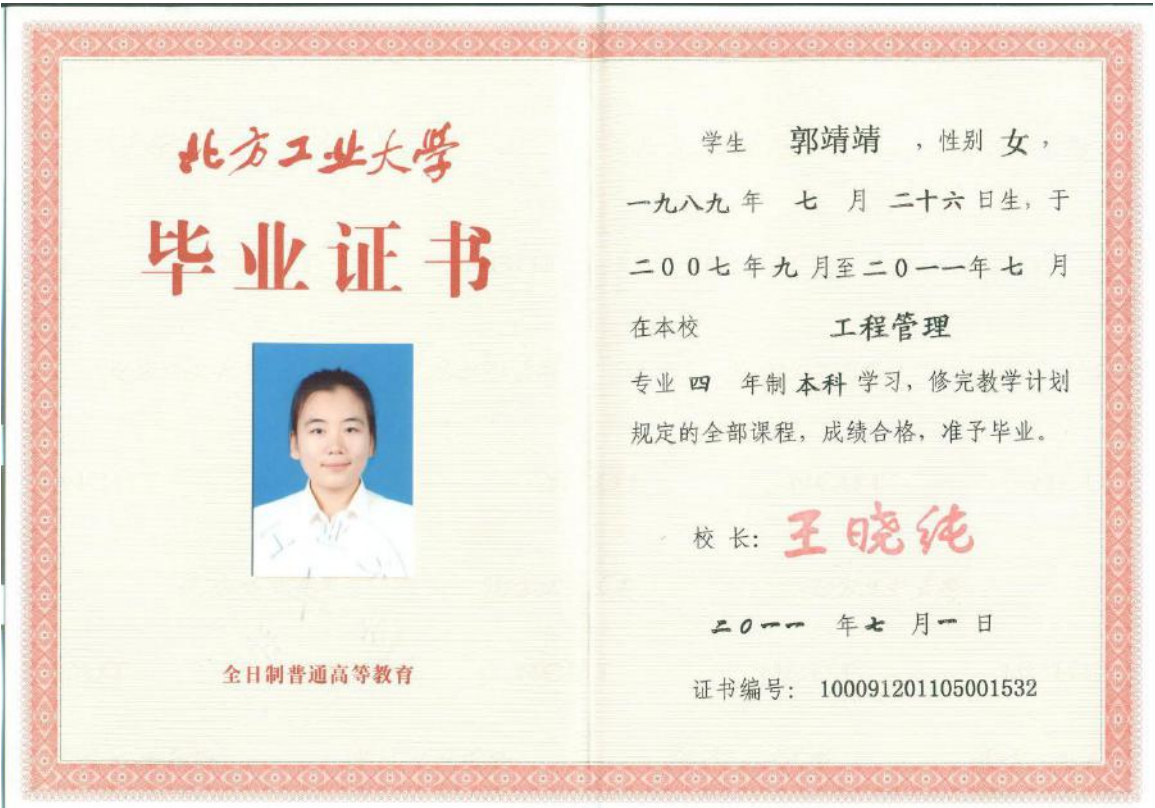 北方工业大学
毕业证书
全日制普通高等教育
学生 郭靖靖 ,性别 女,
一九八九年 七 月 二十六日生,于
二00七年九月至二0一一年七 月
在本校 工程管理
专业 四 年制 本科 学习,修完教学计划
规定的全部课程,成绩合格,准予毕业。
校 长: 王晓纯
二0一一 年七 月一 日
证书编号: 100091201105001532